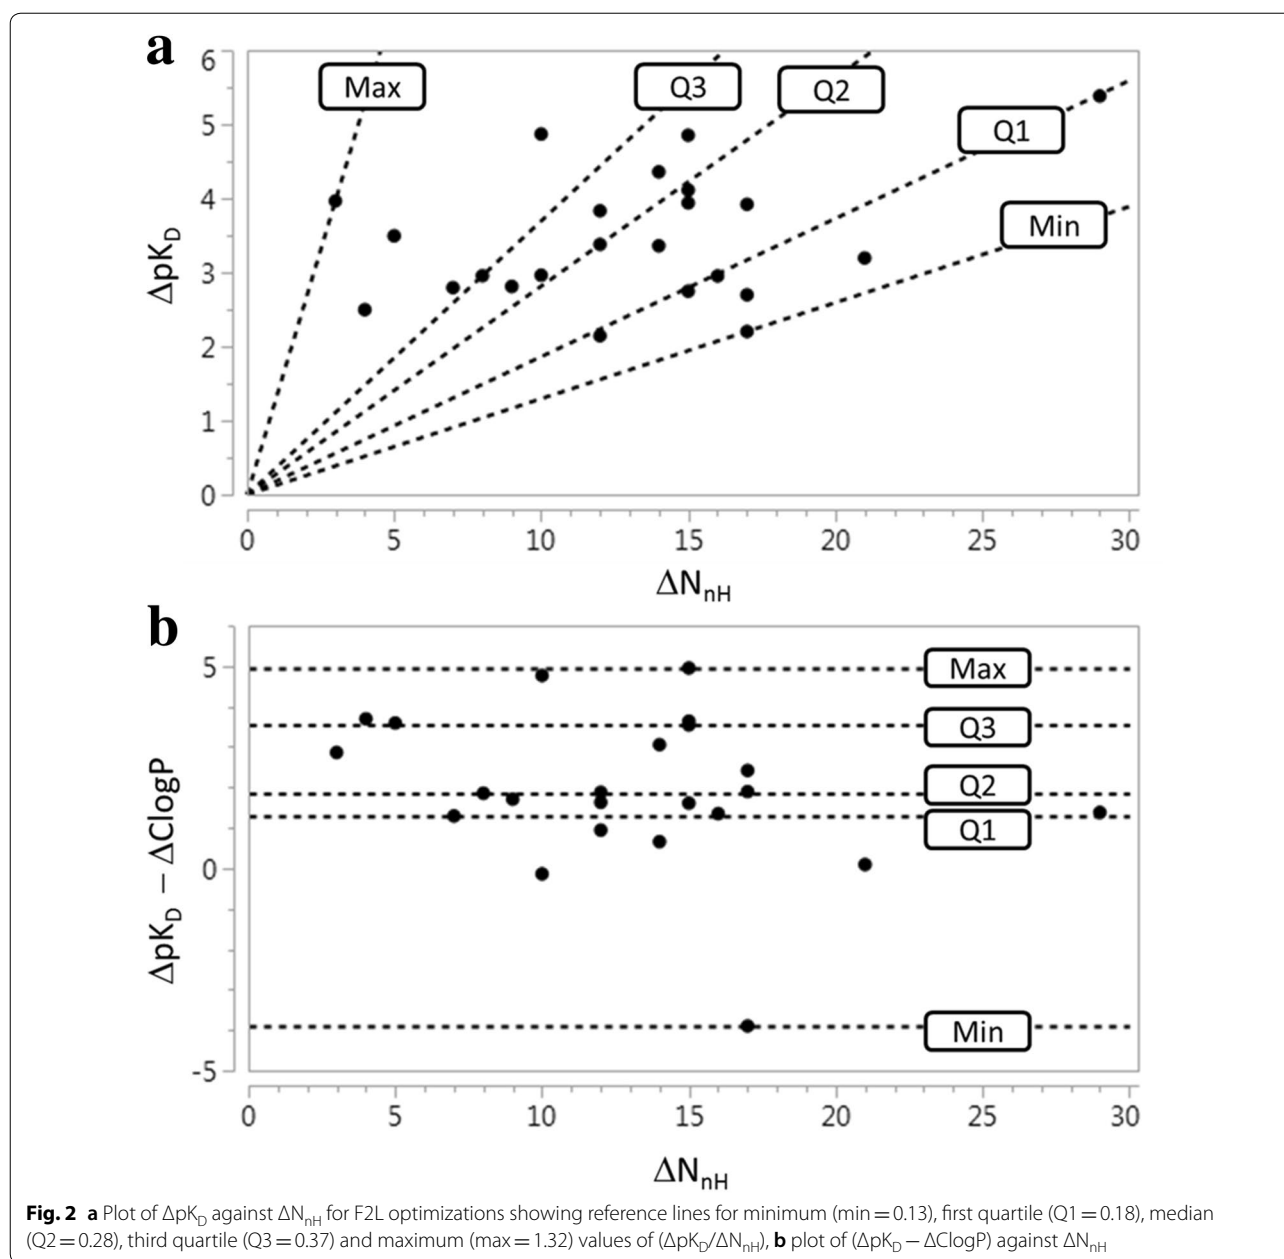 a
6
Max
Q3
Q2
5
Q1
4
Min
ΔpK_D
3
2
1
0
0 5 10 15 20 25 30
ΔN_nH
b
5
Max
Q3
Q2
Q1
ΔpK_D – ΔClogP
0
Min
-5
0 5 10 15 20 25 30
ΔN_nH
Fig. 2 a Plot of ΔpK_D against ΔN_nH for F2L optimizations showing reference lines for minimum (min = 0.13), first quartile (Q1 = 0.18), median
(Q2 = 0.28), third quartile (Q3 = 0.37) and maximum (max = 1.32) values of (ΔpK_D/ΔN_nH), b plot of (ΔpK_D – ΔClogP) against ΔN_nH